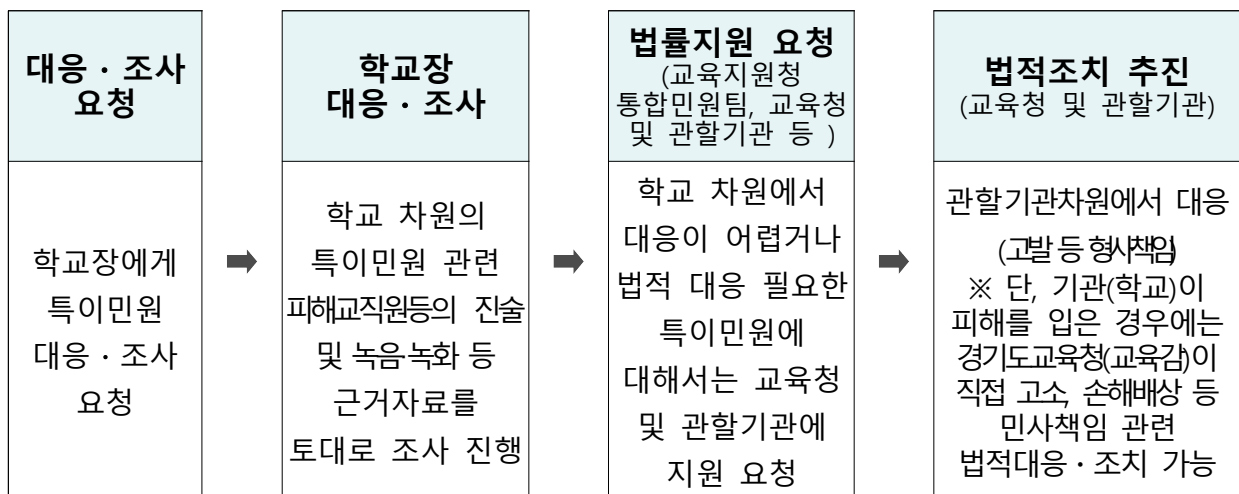 대응 · 조사
요청
학교장에게
특이민원
대응 · 조사
요청
학교장
대응 · 조사
학교 차원의
특이민원 관련
피해교직원등의 진술
및 녹음·녹화 등
근거자료를
토대로 조사 진행
법률지원 요청
(교육지원청
통합민원팀, 교육청
및 관할기관 등 )
학교 차원에서
대응이 어렵거나
법적 대응 필요한
특이민원에
대해서는 교육청
및 관할기관에
지원 요청
법적조치 추진
(교육청 및 관할기관)
관할기관차원에서 대응
(고발 등 형사책임)
※ 단, 기관(학교)이
피해를 입은 경우에는
경기도교육청(교육감)이
직접 고소, 손해배상 등
민사책임 관련
법적대응 · 조치 가능